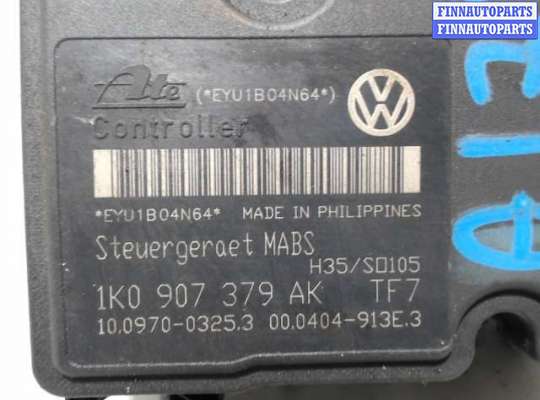 FINNAUTOPARTS
FINNAUTOPARTS
Ate (*EYU1B04N64*)
Controller
*EYU1B04N64* MADE IN PHILIPPINES
Steuergeraet MABS
H35/S0105
1K0 907 379 AK TF7
10.0970-0325.3 00.0404-913E.3